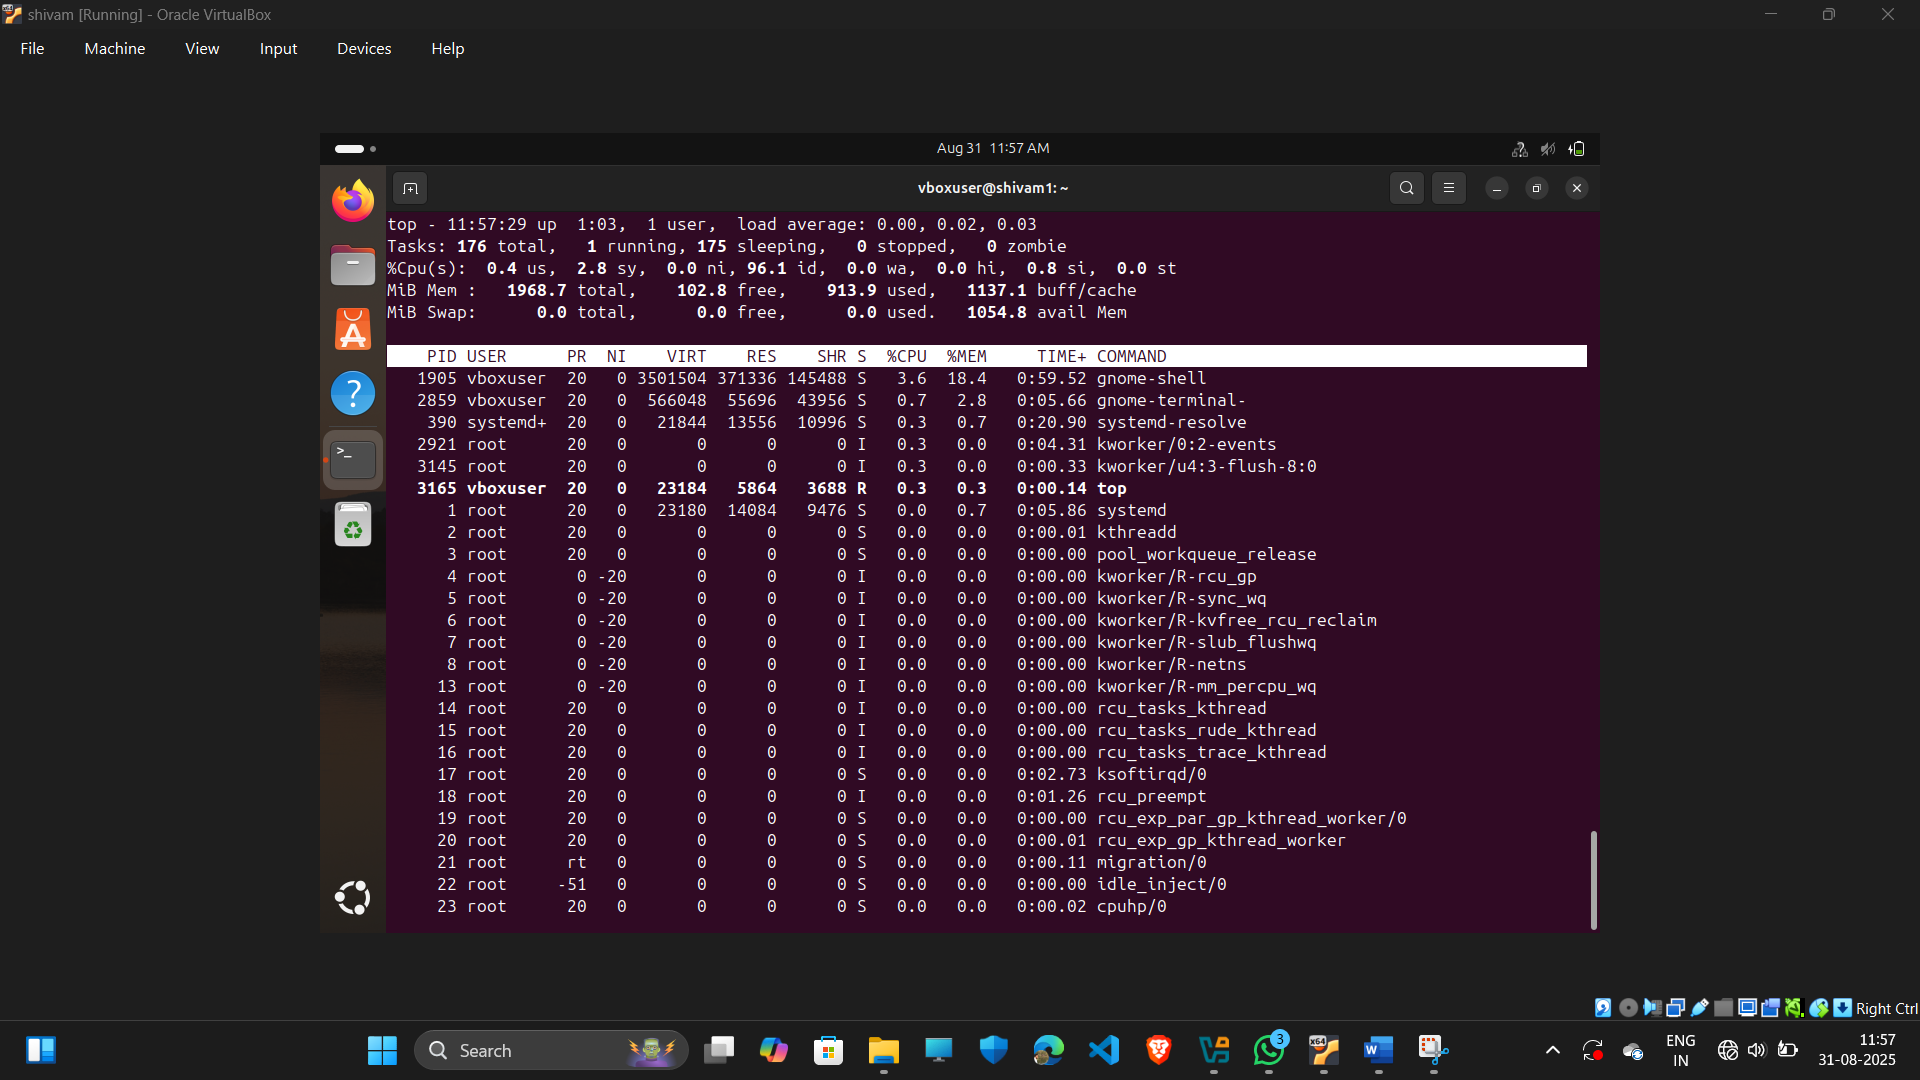 shivam [Running] - Oracle VirtualBox
File Machine View Input Devices Help
Aug 31 11:57 AM
vboxuser@shivam1: ~
top - 11:57:29 up  1:03,  1 user,  load average: 0.00, 0.02, 0.03
Tasks: 176 total,   1 running, 175 sleeping,   0 stopped,   0 zombie
%Cpu(s):  0.4 us,  2.8 sy,  0.0 ni, 96.1 id,  0.0 wa,  0.0 hi,  0.8 si,  0.0 st
MiB Mem :   1968.7 total,    102.8 free,    913.9 used,   1137.1 buff/cache
MiB Swap:      0.0 total,      0.0 free,      0.0 used.   1054.8 avail Mem
PID USER PR NI VIRT RES SHR S %CPU %MEM TIME+ COMMAND
1905 vboxuser 20 0 3501504 371336 145488 S 3.6 18.4 0:59.52 gnome-shell
2859 vboxuser 20 0 566048 55696 43956 S 0.7 2.8 0:05.66 gnome-terminal-
390 systemd+ 20 0 21844 13556 10996 S 0.3 0.7 0:20.90 systemd-resolve
2921 root 20 0 0 0 0 I 0.3 0.0 0:04.31 kworker/0:2-events
3145 root 20 0 0 0 0 I 0.3 0.0 0:00.33 kworker/u4:3-flush-8:0
3165 vboxuser 20 0 23184 5864 3688 R 0.3 0.3 0:00.14 top
1 root 20 0 23180 14084 9476 S 0.0 0.7 0:05.86 systemd
2 root 20 0 0 0 0 S 0.0 0.0 0:00.01 kthreadd
3 root 20 0 0 0 0 S 0.0 0.0 0:00.00 pool_workqueue_release
4 root 0 -20 0 0 0 I 0.0 0.0 0:00.00 kworker/R-rcu_gp
5 root 0 -20 0 0 0 I 0.0 0.0 0:00.00 kworker/R-sync_wq
6 root 0 -20 0 0 0 I 0.0 0.0 0:00.00 kworker/R-kvfree_rcu_reclaim
7 root 0 -20 0 0 0 I 0.0 0.0 0:00.00 kworker/R-slub_flushwq
8 root 0 -20 0 0 0 I 0.0 0.0 0:00.00 kworker/R-netns
13 root 0 -20 0 0 0 I 0.0 0.0 0:00.00 kworker/R-mm_percpu_wq
14 root 20 0 0 0 0 I 0.0 0.0 0:00.00 rcu_tasks_kthread
15 root 20 0 0 0 0 I 0.0 0.0 0:00.00 rcu_tasks_rude_kthread
16 root 20 0 0 0 0 I 0.0 0.0 0:00.00 rcu_tasks_trace_kthread
17 root 20 0 0 0 0 S 0.0 0.0 0:02.73 ksoftirqd/0
18 root 20 0 0 0 0 I 0.0 0.0 0:01.26 rcu_preempt
19 root 20 0 0 0 0 S 0.0 0.0 0:00.00 rcu_exp_par_gp_kthread_worker/0
20 root 20 0 0 0 0 S 0.0 0.0 0:00.01 rcu_exp_gp_kthread_worker
21 root rt 0 0 0 0 S 0.0 0.0 0:00.11 migration/0
22 root -51 0 0 0 0 S 0.0 0.0 0:00.00 idle_inject/0
23 root 20 0 0 0 0 S 0.0 0.0 0:00.02 cpuhp/0
Right Ctrl
Search
3
x64
ENG
IN
11:57
31-08-2025